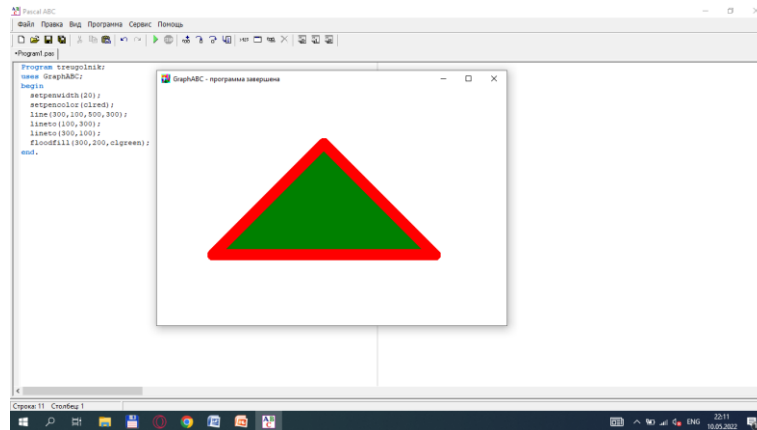 Pascal ABC
Файл Правка Вид Программа Сервис Помощь
•Program1.pas
Program treugolnik;
uses GraphABC;
begin
setpenwidth(20);
setpencolor(clred);
line(300,100,500,300);
lineto(100,300);
lineto(300,100);
floodfill(300,200,clgreen);
end.
GraphABC - программа завершена
Строка: 11 Столбец: 1
ENG
22:11
10.05.2022